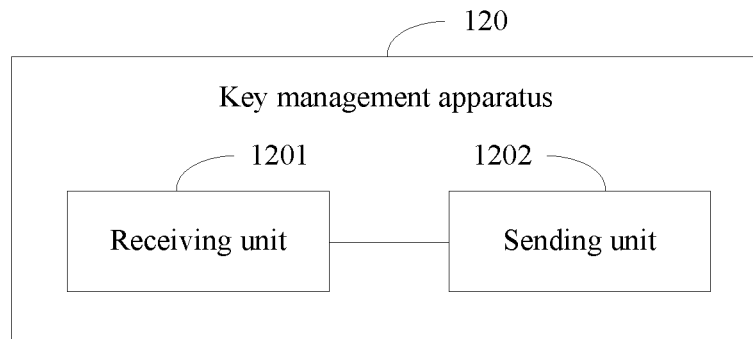 120
Key management apparatus
1201
1202
Receiving unit
Sending unit